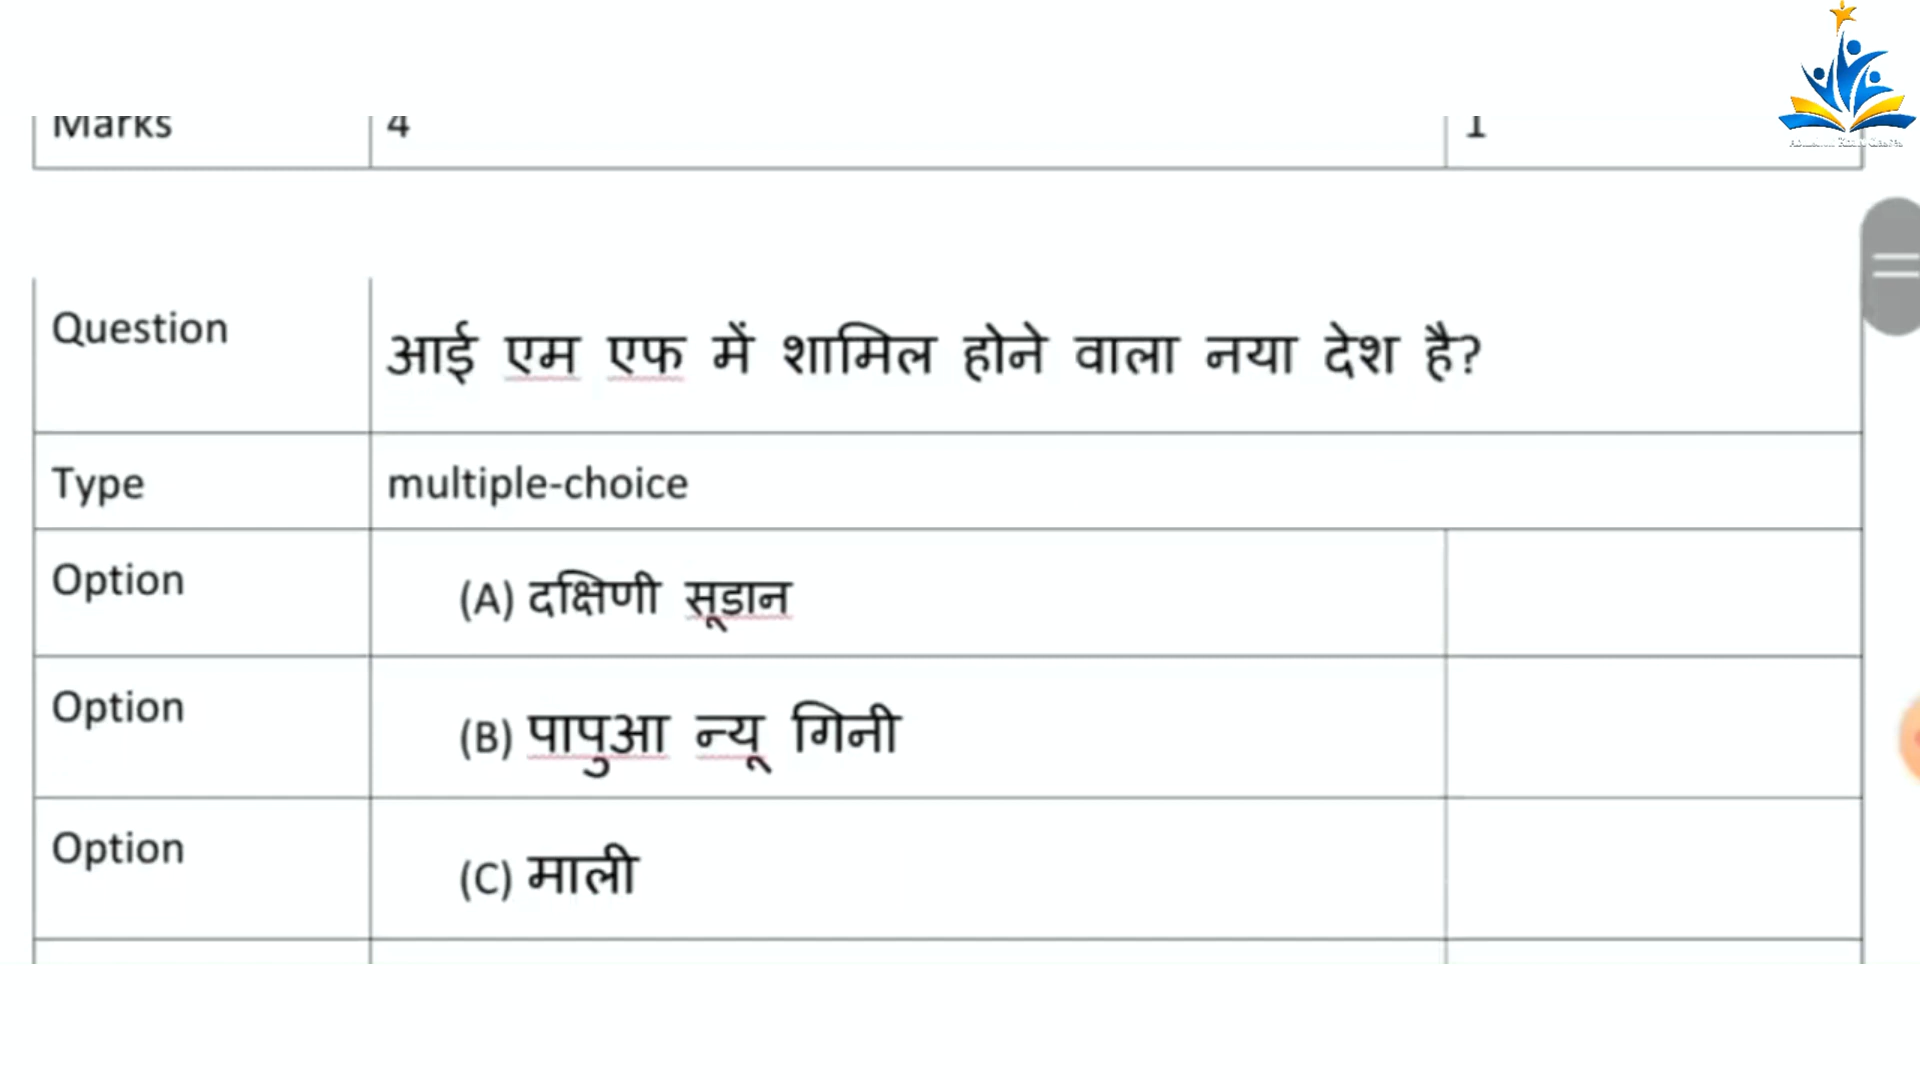 Marks 4 1
Question आई एम एफ में शामिल होने वाला नया देश है?
Type multiple-choice
Option (A) दक्षिणी सूडान
Option (B) पापुआ न्यू गिनी
Option (C) माली